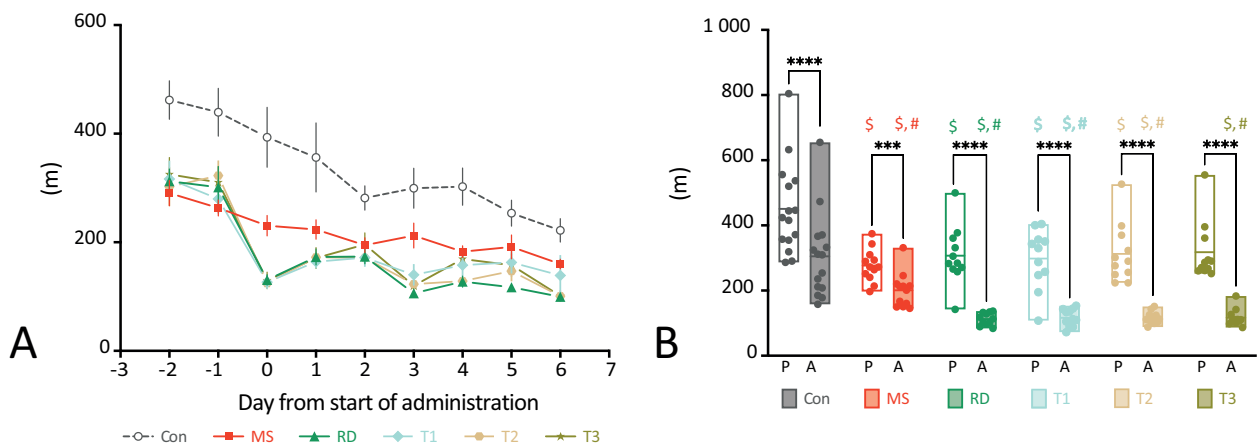 600
400
200
0
(m)
-3 -2 -1 0 1 2 3 4 5 6 7
Day from start of administration
A
Con MS RD T1 T2 T3
1 000
800
600
400
200
0
(m)
****
$ $, # $ $, # $ $, # $ $, # $, #
*** **** **** **** ****
P A P A P A P A P A P A
B
Con MS RD T1 T2 T3